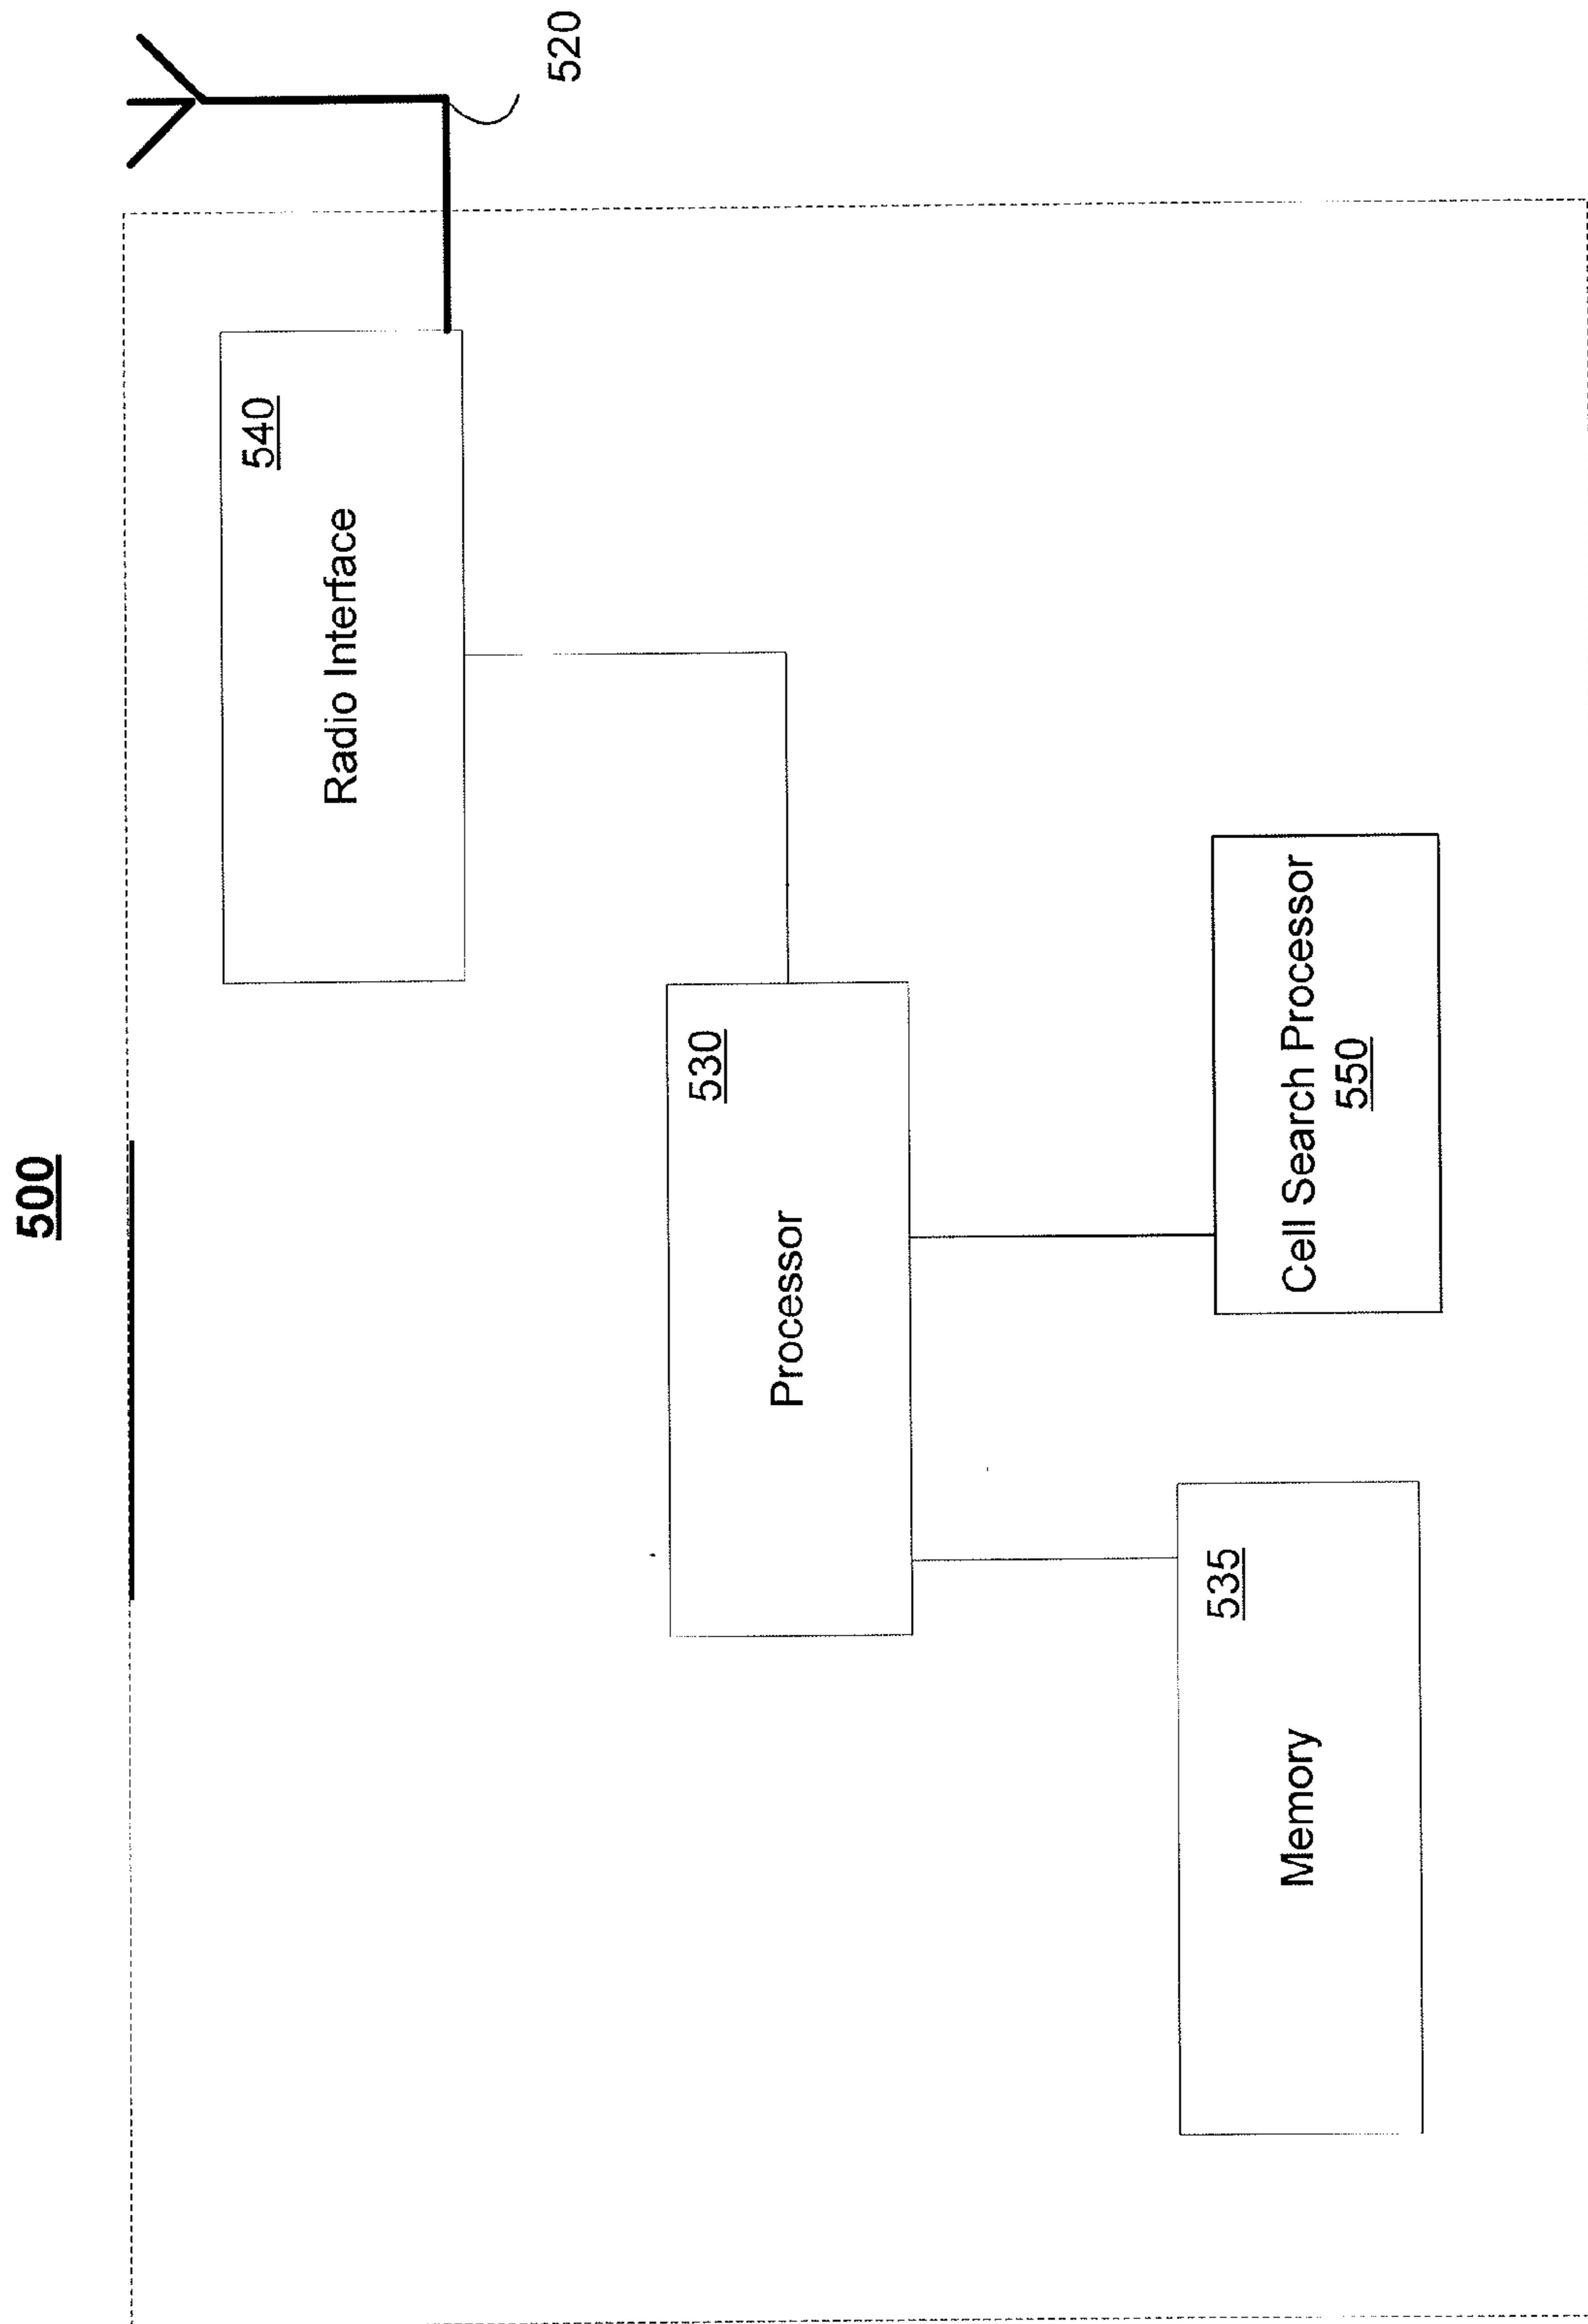 500
520
540
Radio Interface
530
Processor
Cell Search Processor
550
535
Memory